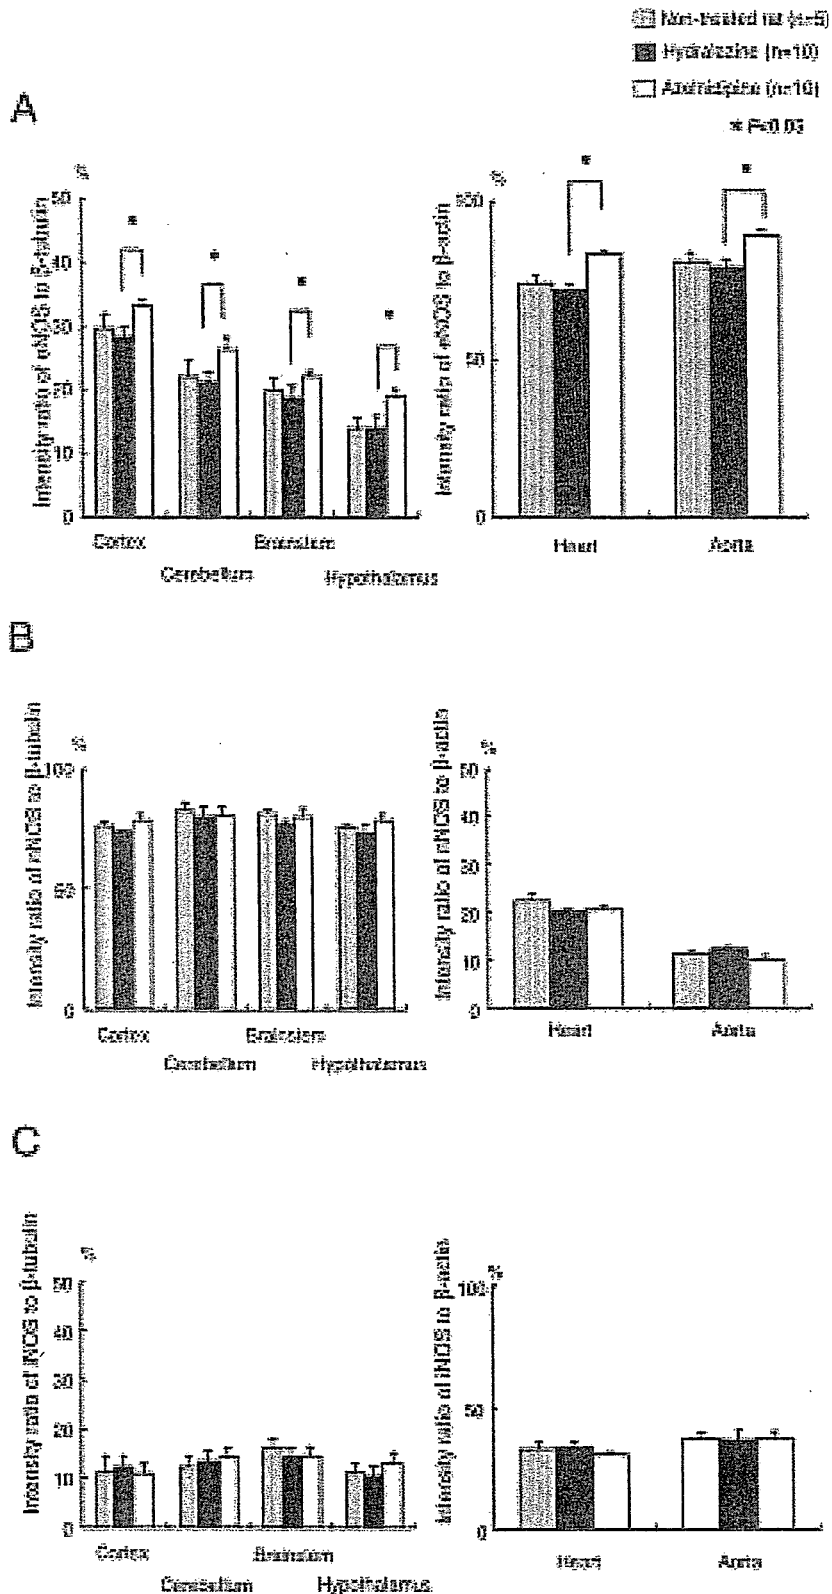 Non-treated rat (n=5)
Hydralazine (n=10)
Amlodipine (n=10)
* P<0.05
A
%
50
40
30
20
10
0
Intensity ratio of eNOS to β-tubulin
*
*
*
*
Cortex
Cerebellum
Brainstem
Hypothalamus
%
100
50
0
Intensity ratio of eNOS to β-actin
*
*
Heart
Aorta
B
%
100
50
0
Intensity ratio of nNOS to β-tubulin
Cortex
Cerebellum
Brainstem
Hypothalamus
%
50
40
30
20
10
0
Intensity ratio of nNOS to β-actin
Heart
Aorta
C
%
50
40
30
20
10
0
Intensity ratio of iNOS to β-tubulin
Cortex
Cerebellum
Brainstem
Hypothalamus
%
100
50
0
Intensity ratio of iNOS to β-actin
Heart
Aorta